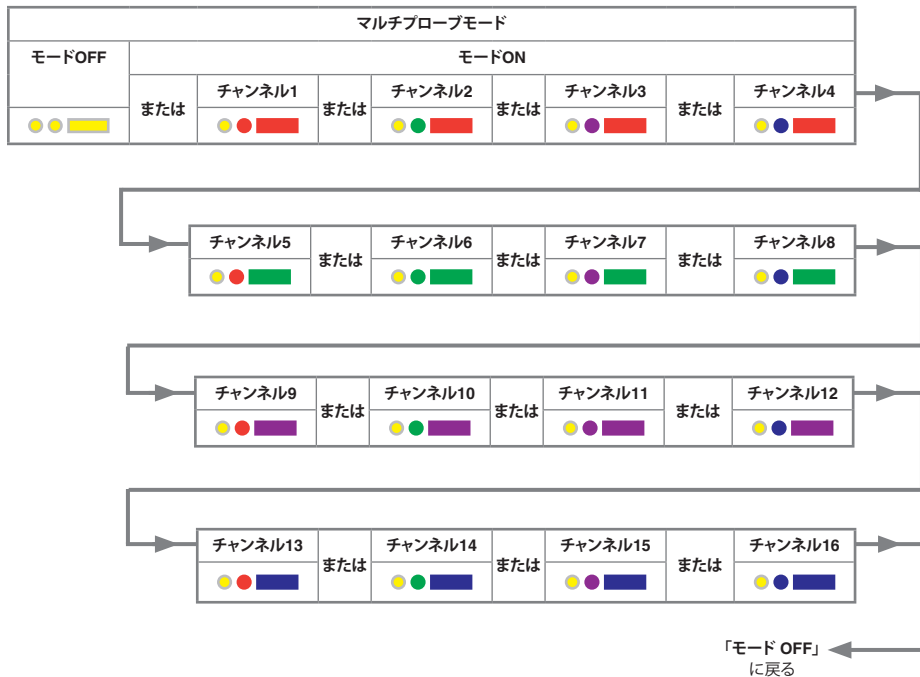 マルチプローブモード
モードOFF
モードON
または
チャンネル1
または
チャンネル2
または
チャンネル3
または
チャンネル4
チャンネル5
または
チャンネル6
または
チャンネル7
または
チャンネル8
チャンネル9
または
チャンネル10
または
チャンネル11
または
チャンネル12
チャンネル13
または
チャンネル14
または
チャンネル15
または
チャンネル16
「モード OFF」
に戻る